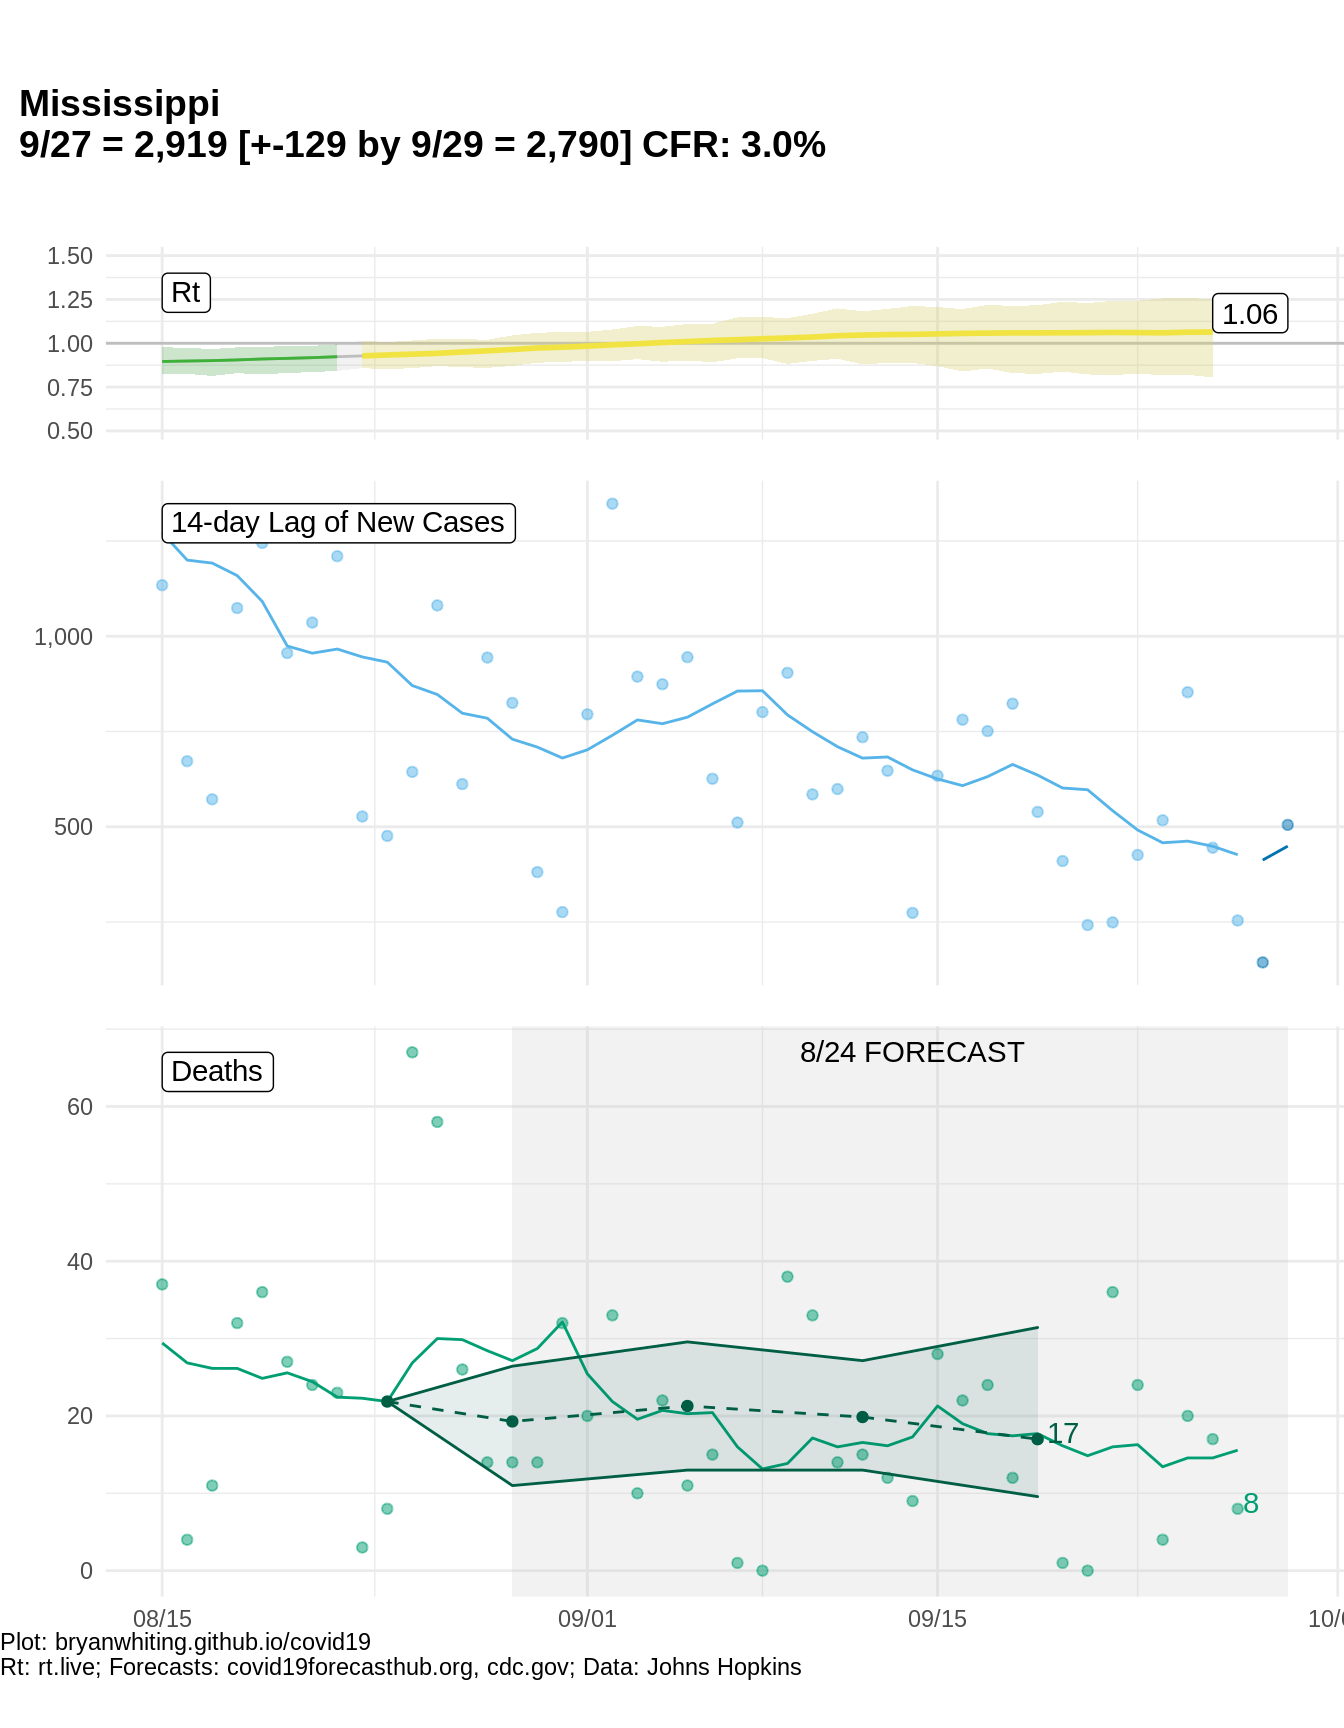 Mississippi
9/27 = 2,919 [+-129 by 9/29 = 2,790] CFR: 3.0%
1.50
1.25
1.00
0.75
0.50
Rt
1.06
14-day Lag of New Cases
1,000
500
Deaths
8/24 FORECAST
60
40
20
0
17
8
08/15
09/01
09/15
10/0
Plot: bryanwhiting.github.io/covid19
Rt: rt.live; Forecasts: covid19forecasthub.org, cdc.gov; Data: Johns Hopkins